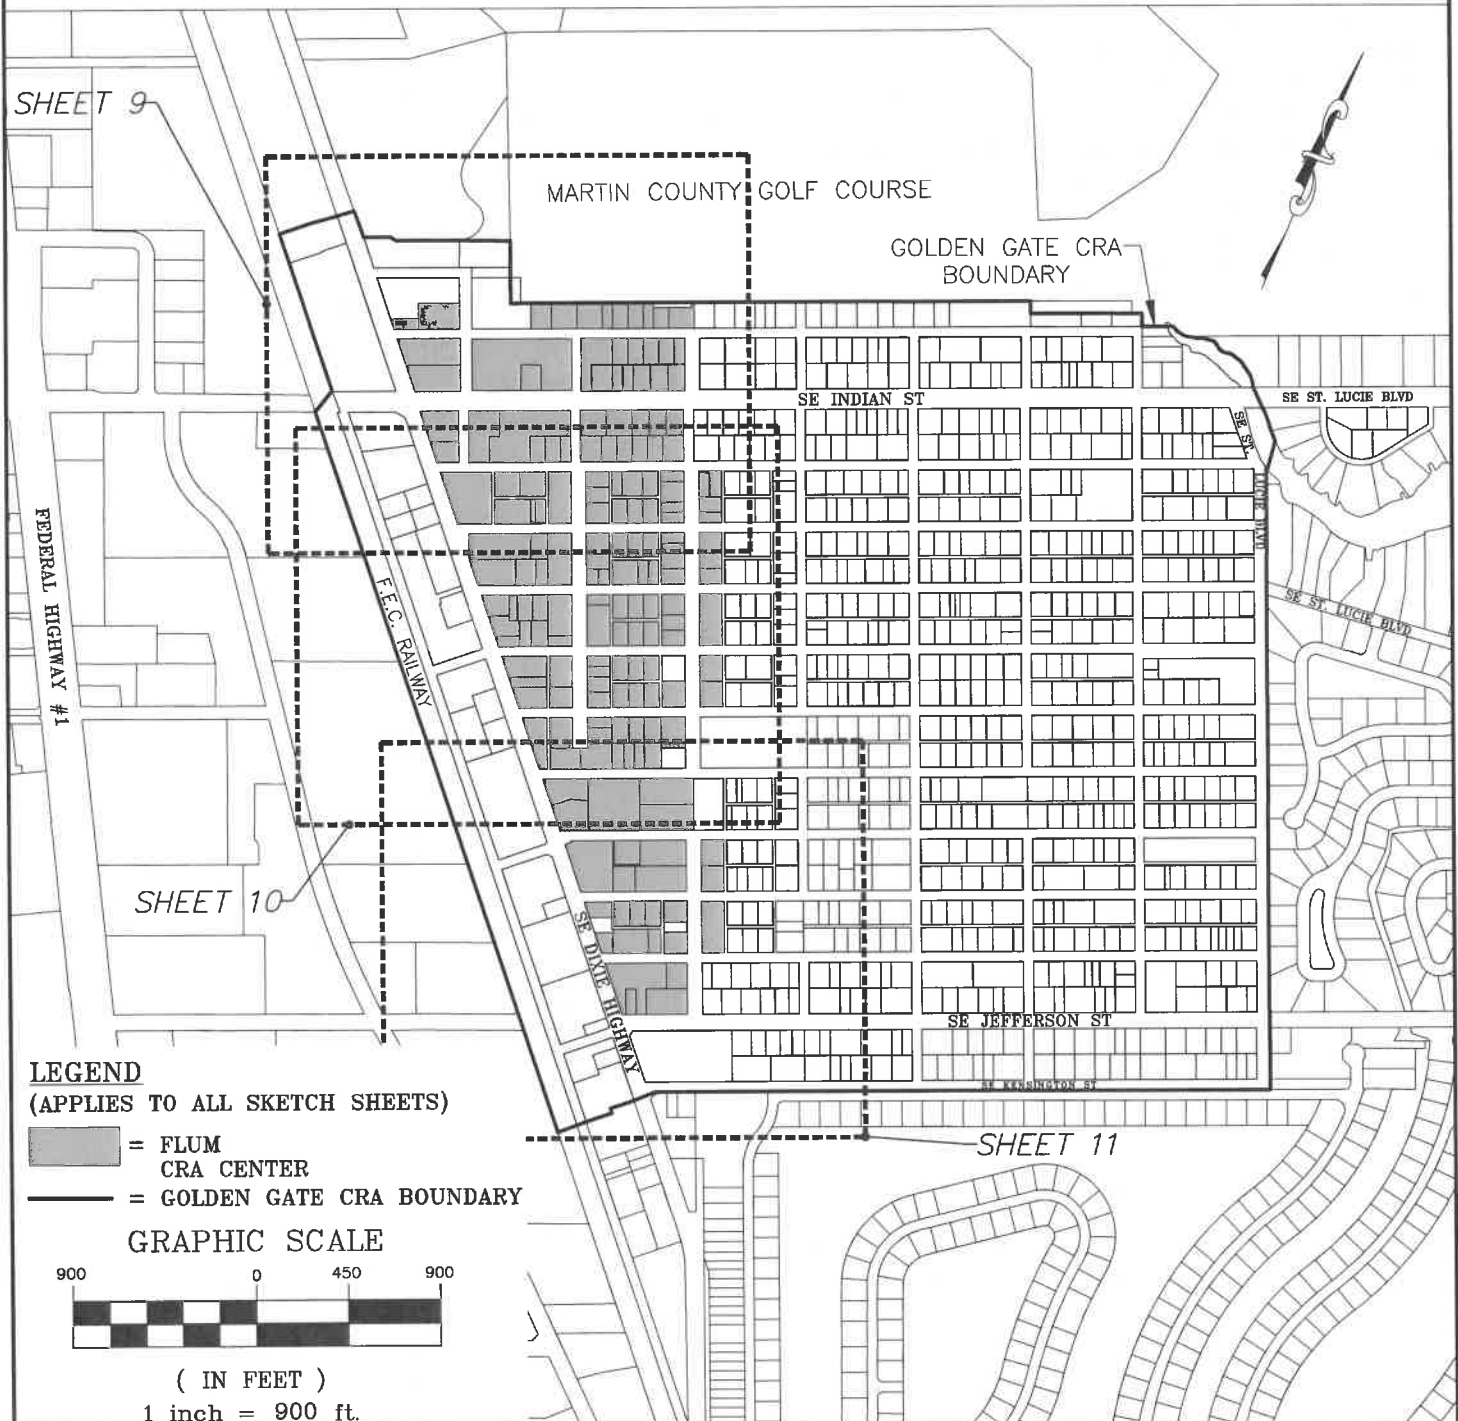 SHEET 9
MARTIN COUNTY GOLF COURSE
GOLDEN GATE CRA
BOUNDARY
SE INDIAN ST
SE ST. LUCIE BLVD
SE ST.
LUCIE BLVD
FEDERAL HIGHWAY #1
F.E.C. RAILWAY
SE ST. LUCIE BLVD
SHEET 10
SE DIXIE HIGHWAY
SE JEFFERSON ST
SE KENSINGTON ST
SHEET 11
LEGEND
(APPLIES TO ALL SKETCH SHEETS)
= FLUM
CRA CENTER
= GOLDEN GATE CRA BOUNDARY
GRAPHIC SCALE
900 0 450 900
( IN FEET )
1 inch = 900 ft.